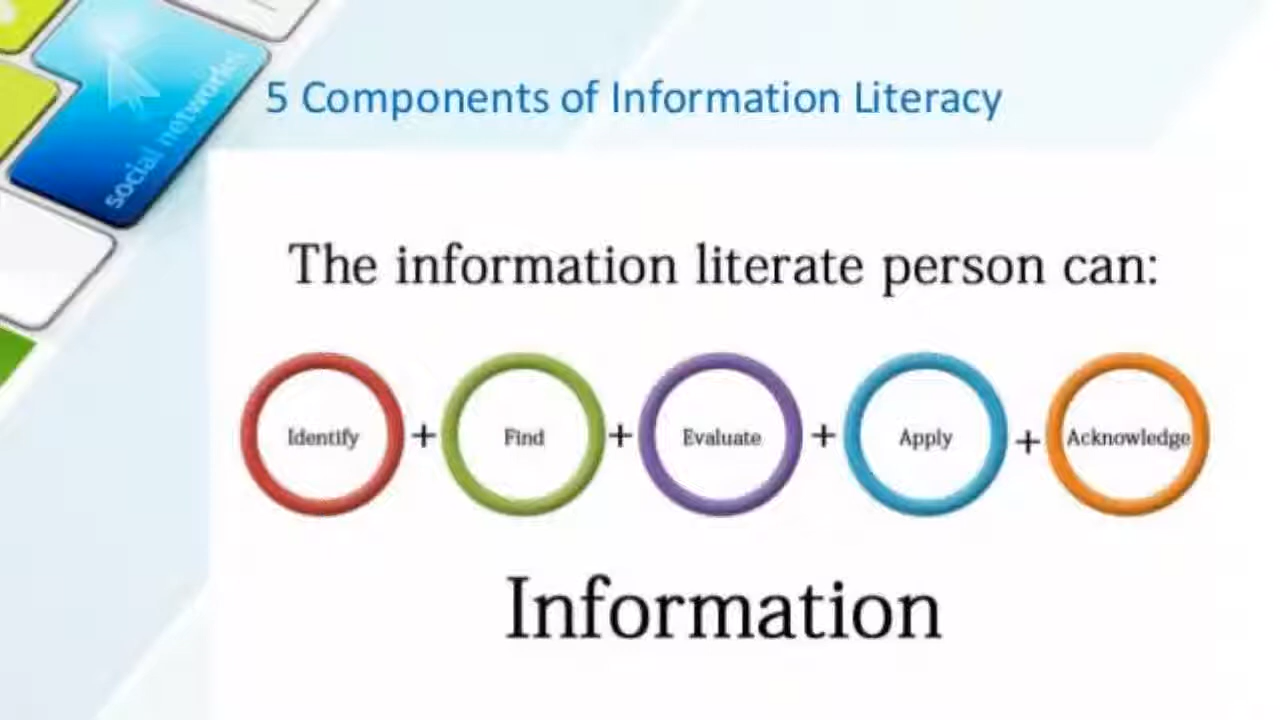 social networks
5 Components of Information Literacy
The information literate person can:
Identify + Find + Evaluate + Apply + Acknowledge
Information